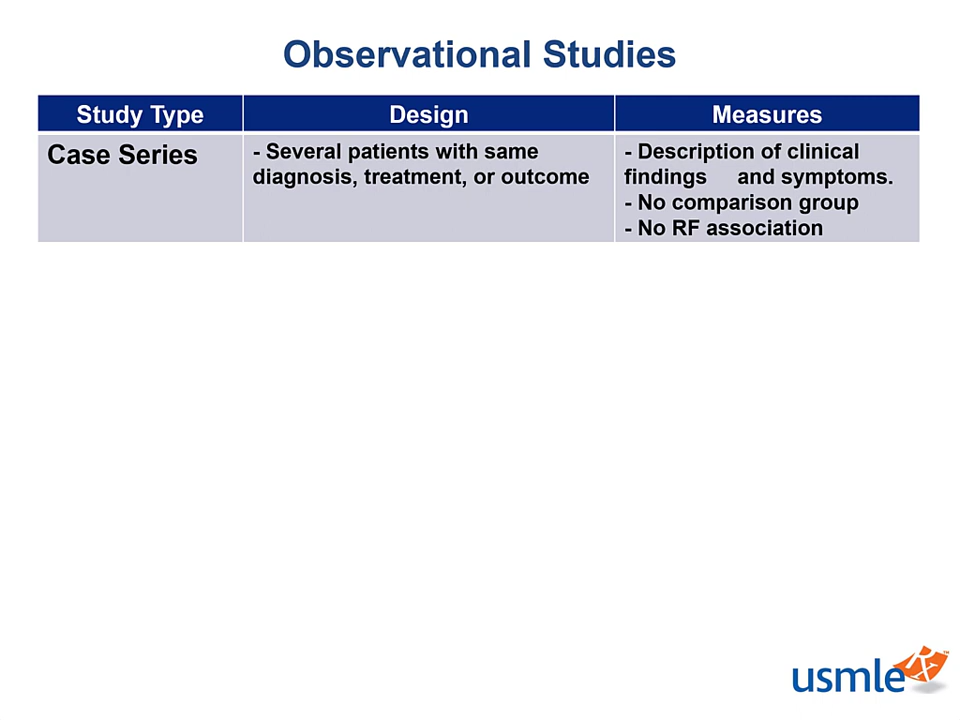 Observational Studies
Study Type Design Measures
Case Series
- Several patients with same
diagnosis, treatment, or outcome
- Description of clinical
findings and symptoms.
- No comparison group
- No RF association
usmle Rx™